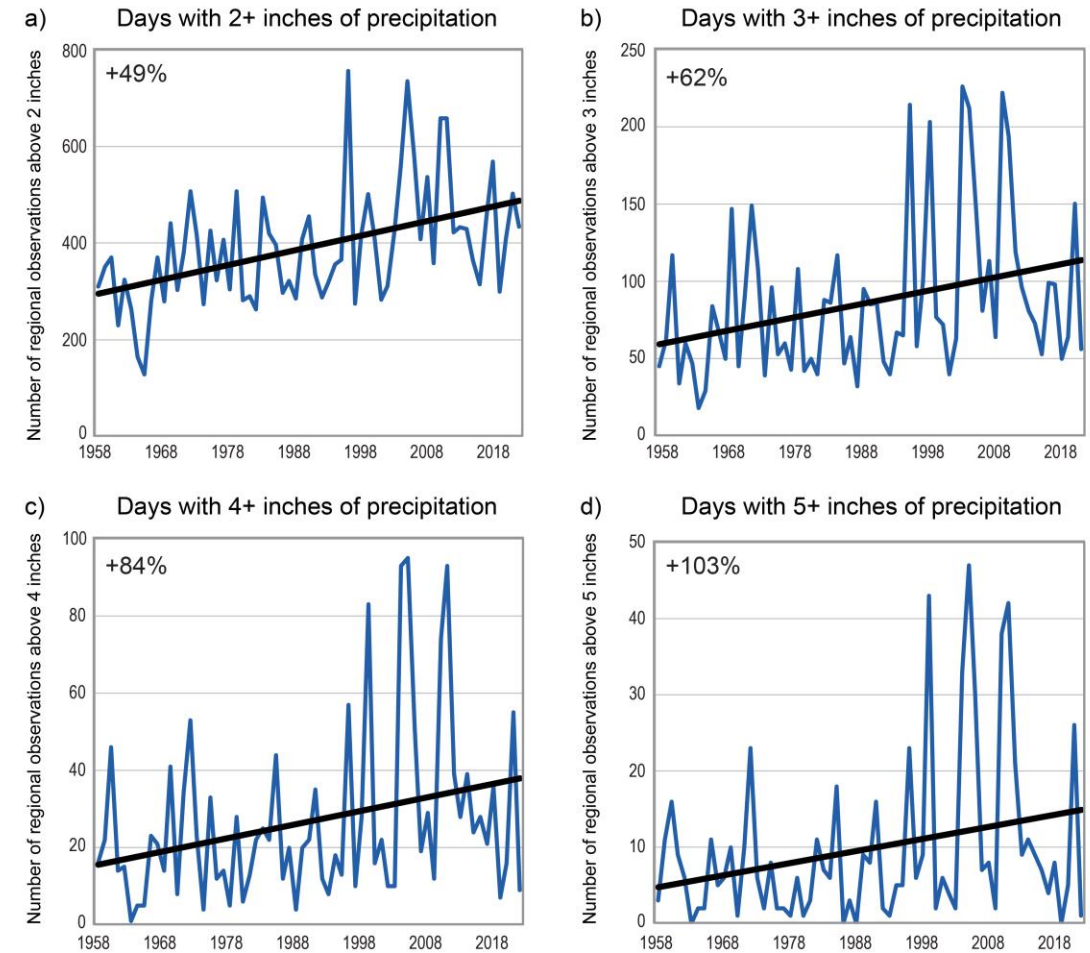 a) Days with 2+ inches of precipitation
Number of regional observations above 2 inches
+49%
800
600
400
200
0
1958 1968 1978 1988 1998 2008 2018
b) Days with 3+ inches of precipitation
Number of regional observations above 3 inches
+62%
250
200
150
100
50
0
1958 1968 1978 1988 1998 2008 2018
c) Days with 4+ inches of precipitation
Number of regional observations above 4 inches
+84%
100
80
60
40
20
0
1958 1968 1978 1988 1998 2008 2018
d) Days with 5+ inches of precipitation
Number of regional observations above 5 inches
+103%
50
40
30
20
10
0
1958 1968 1978 1988 1998 2008 2018